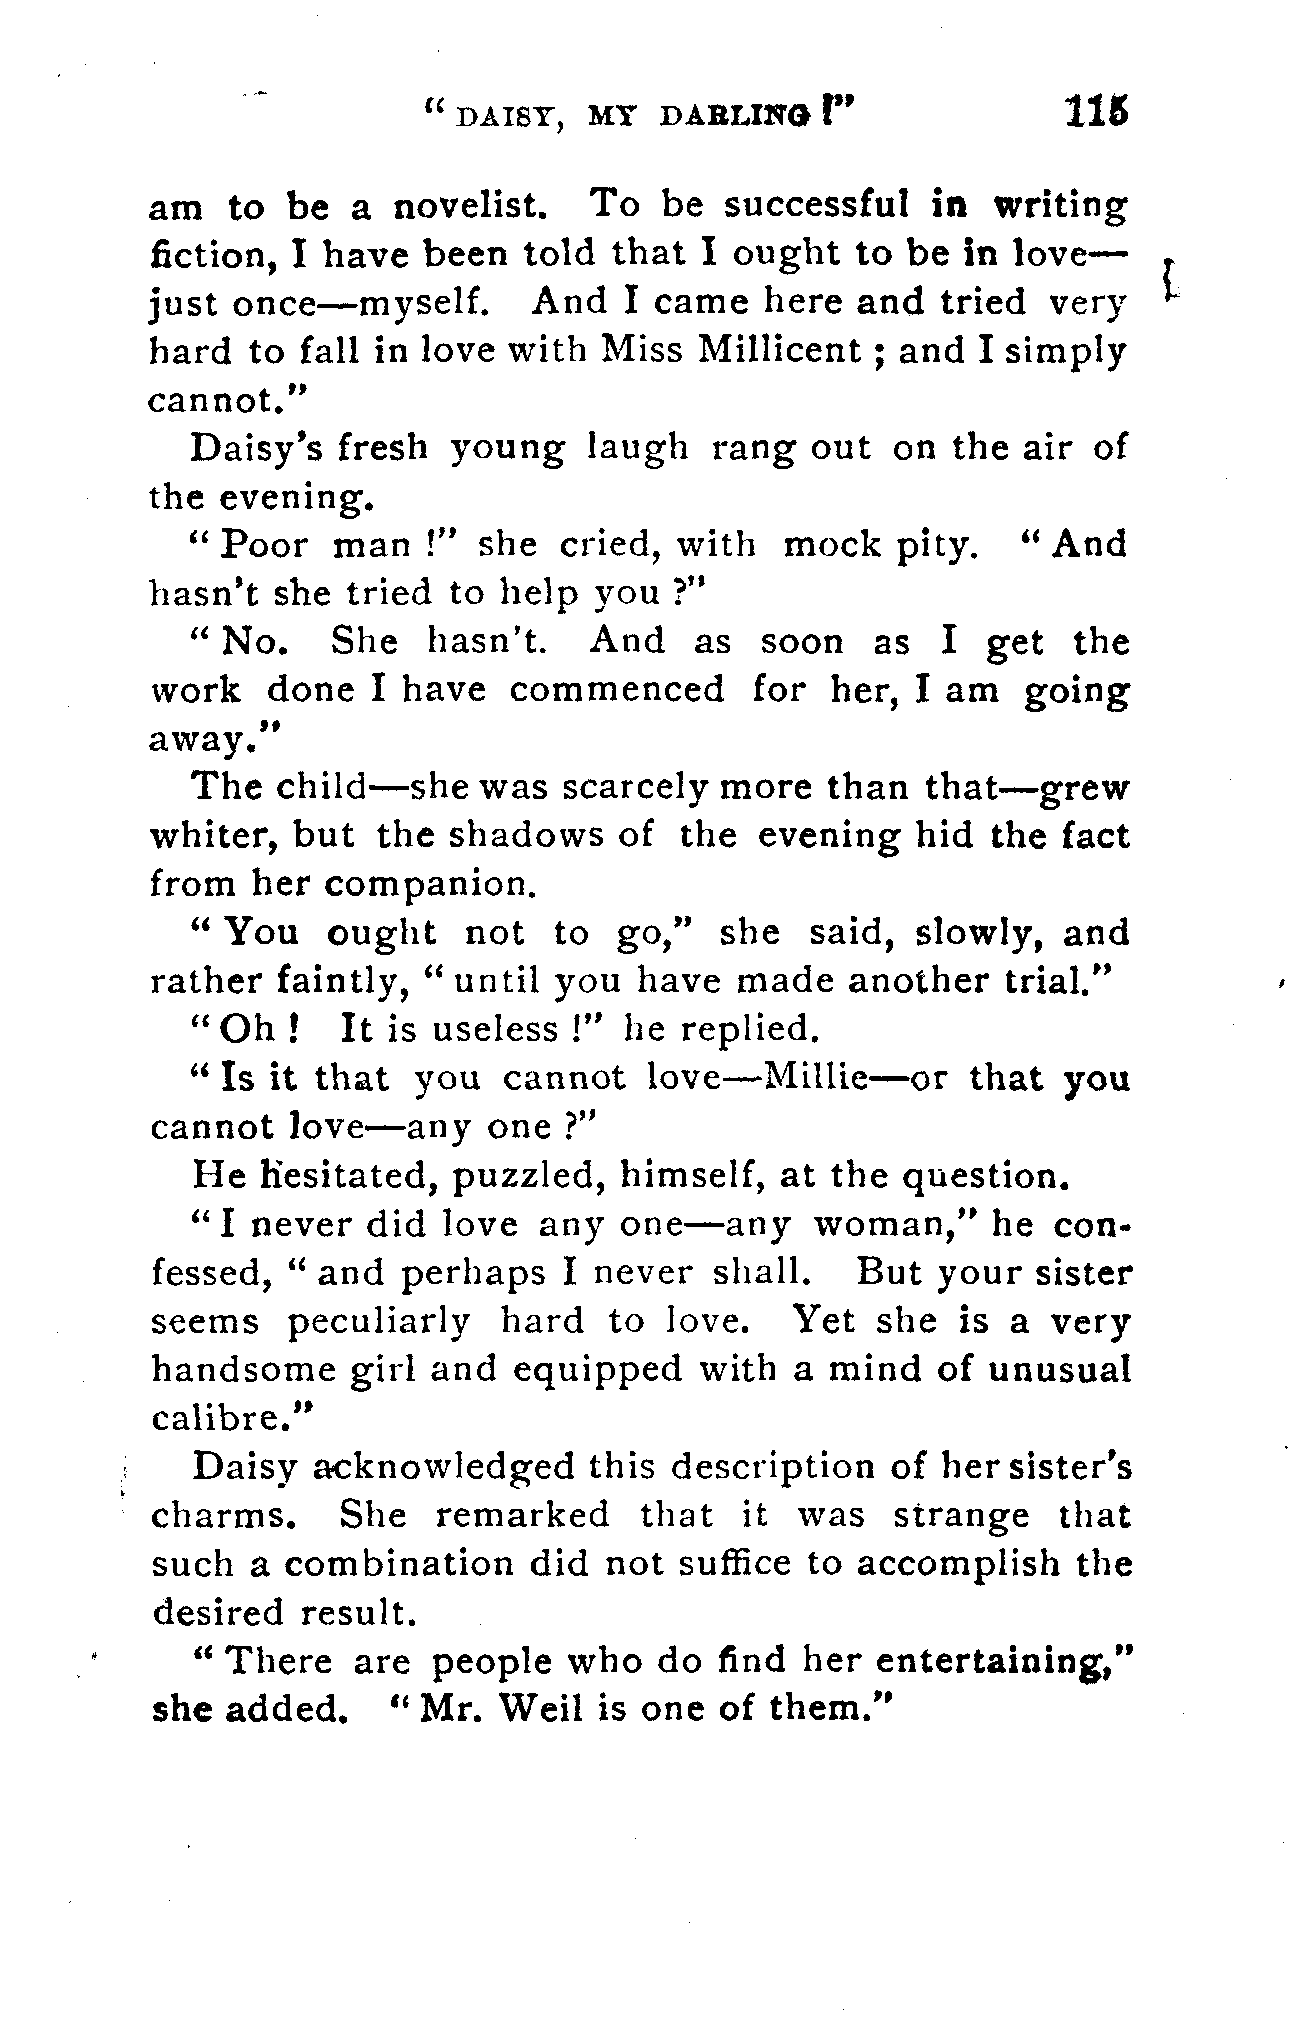 “ DAISY, MY DARLING !” 115
am to be a novelist. To be successful in writing
fiction, I have been told that I ought to be in love—
just once—myself. And I came here and tried very
hard to fall in love with Miss Millicent ; and I simply
cannot.”
Daisy’s fresh young laugh rang out on the air of
the evening.
“ Poor man !” she cried, with mock pity. “ And
hasn’t she tried to help you ?”
“ No. She hasn’t. And as soon as I get the
work done I have commenced for her, I am going
away.”
The child—she was scarcely more than that—grew
whiter, but the shadows of the evening hid the fact
from her companion.
“ You ought not to go,” she said, slowly, and
rather faintly, “ until you have made another trial.”
“ Oh ! It is useless !” he replied.
“ Is it that you cannot love—Millie—or that you
cannot love—any one ?”
He hesitated, puzzled, himself, at the question.
“ I never did love any one—any woman,” he con-
fessed, “ and perhaps I never shall. But your sister
seems peculiarly hard to love. Yet she is a very
handsome girl and equipped with a mind of unusual
calibre.”
Daisy acknowledged this description of her sister’s
charms. She remarked that it was strange that
such a combination did not suffice to accomplish the
desired result.
“ There are people who do find her entertaining,”
she added. “ Mr. Weil is one of them.”